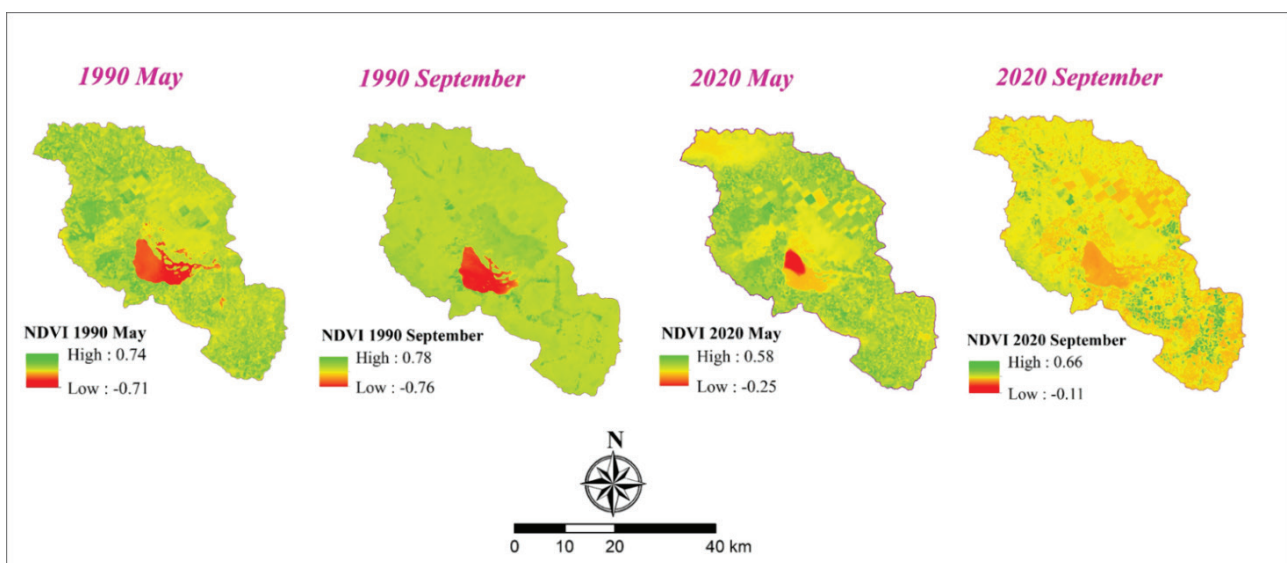 1990 May
1990 September
2020 May
2020 September
NDVI 1990 May
High : 0.74
Low : -0.71
NDVI 1990 September
High : 0.78
Low : -0.76
NDVI 2020 May
High : 0.58
Low : -0.25
NDVI 2020 September
High : 0.66
Low : -0.11
N
0 10 20 40 km